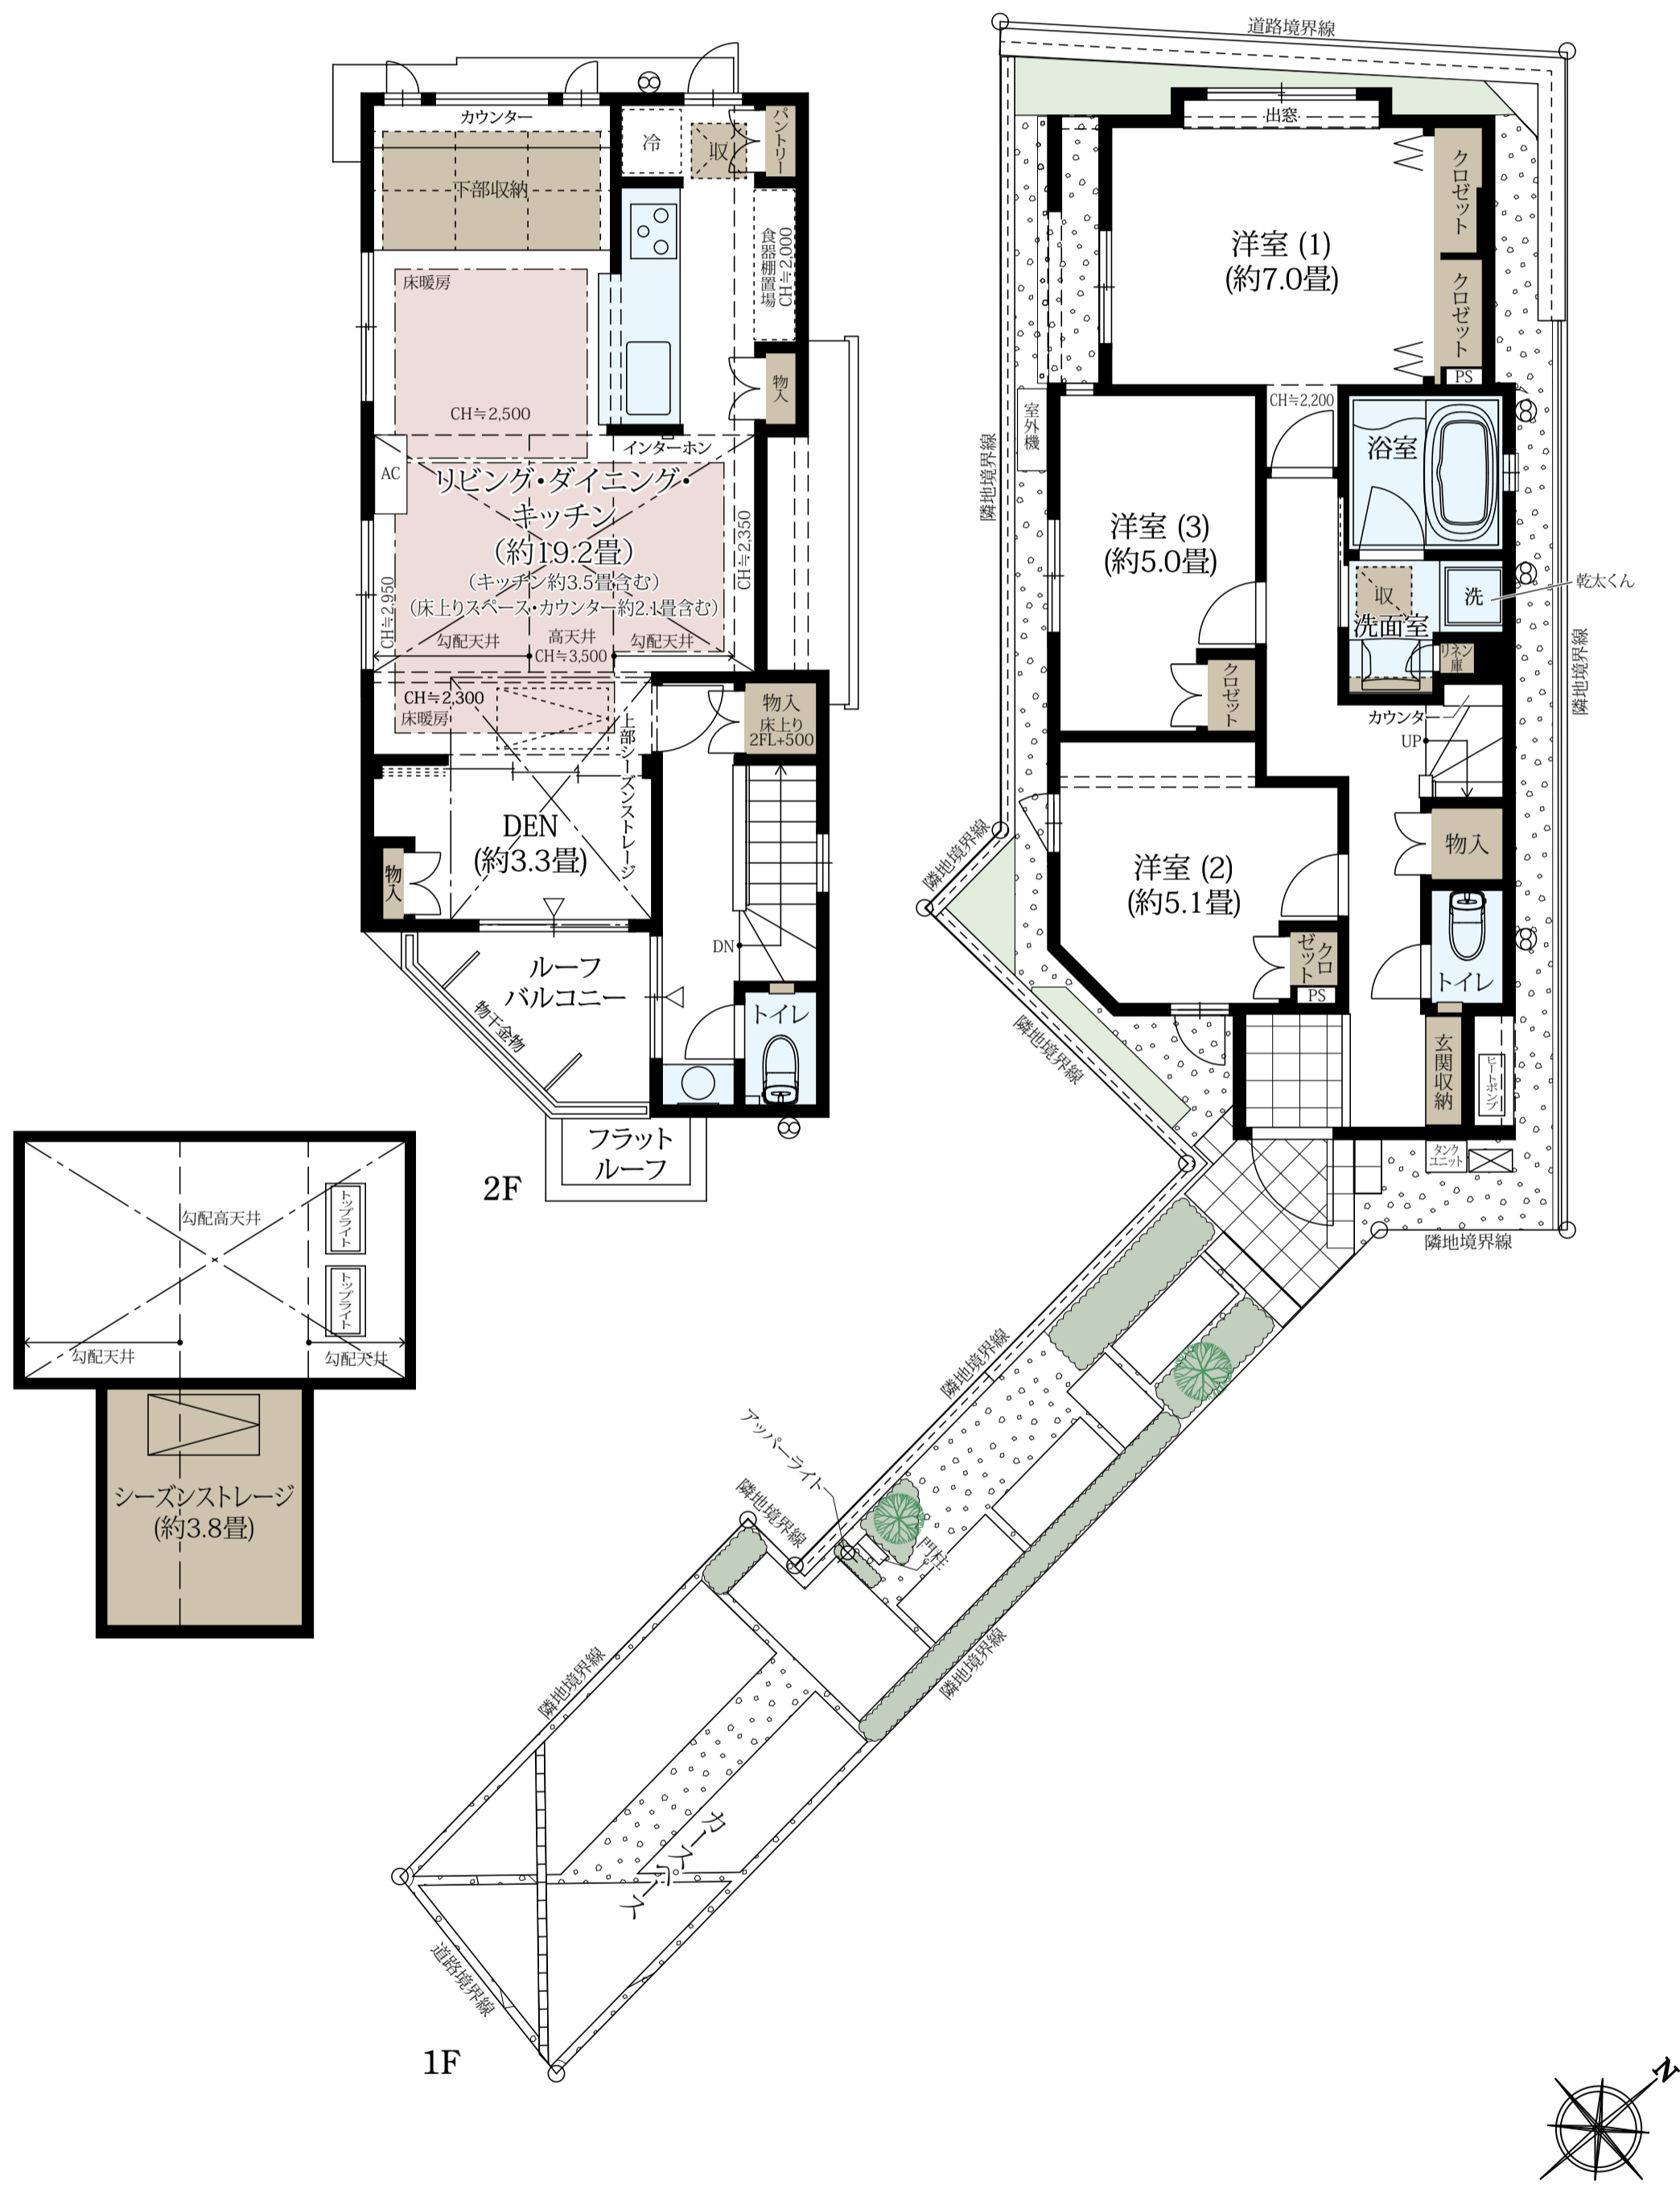 カウンター
下部収納
冷
収
パントリー
食器棚置場
CH≒2,000
床暖房
CH≒2,500
物入
インターホン
AC
リビング・ダイニング・
キッチン
(約19.2畳)
(キッチン約3.5畳含む)
(床上りスペース・カウンター約2.1畳含む)
CH≒2,350
CH≒2,950
勾配天井
高天井
CH≒3,500
勾配天井
CH≒2,300
床暖房
上部シーズンストレージ
物入
床上り
2FL+500
DEN
(約3.3畳)
物入
DN
ルーフ
バルコニー
物干金物
トイレ
フラット
ルーフ
2F
勾配高天井
トップライト
トップライト
勾配天井
勾配天井
シーズンストレージ
(約3.8畳)
道路境界線
出窓
洋室 (1)
(約7.0畳)
クロゼット
クロゼット
PS
CH≒2,200
室外機
隣地境界線
洋室 (3)
(約5.0畳)
クロゼット
浴室
収
洗
乾太くん
洗面室
リネン
庫
カウンター
UP
隣地境界線
物入
洋室 (2)
(約5.1畳)
クロ
ゼット
PS
トイレ
玄関収納
ヒートポンプ
タンク
ユニット
隣地境界線
隣地境界線
隣地境界線
隣地境界線
アッパーライト
隣地境界線
門柱
隣地境界線
隣地境界線
カースペース
道路境界線
1F
N